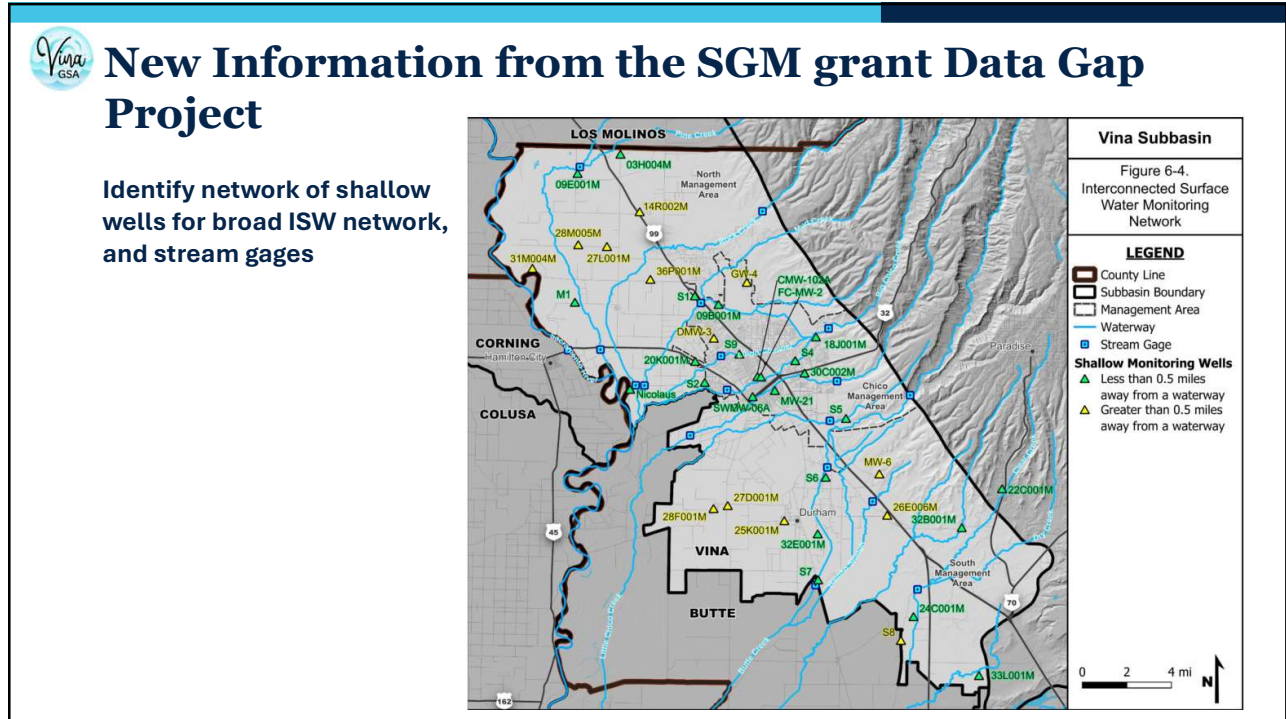 Vina
GSA
New Information from the SGM grant Data Gap
Project
Identify network of shallow
wells for broad ISW network,
and stream gages
LOS MOLINOS
Pine Creek
03H004M
09E001M
North
Management
Area
14R002M
99
28M005M
27L001M
31M004M
36P001M
GW-4
CMW-102A
FC-MW-2
M1
S1
09B001M
32
DMW-3
CORNING
Hamilton City
S9
18J001M
Paradise
20K001M
S4
30C002M
S2
Nicolaus
Chico
Management
Area
COLUSA
SWMW-06A
MW-21
S5
MW-6
S6
22C001M
27D001M
28F001M
26E006M
32B001M
25K001M
Durham
45
32E001M
VINA
South
Management
Area
S7
BUTTE
70
24C001M
S8
33L001M
Butte Creek
162
Vina Subbasin
Figure 6-4.
Interconnected Surface
Water Monitoring
Network
LEGEND
County Line
Subbasin Boundary
Management Area
Waterway
Stream Gage
Shallow Monitoring Wells
Less than 0.5 miles
away from a waterway
Greater than 0.5 miles
away from a waterway
0 2 4 mi
N